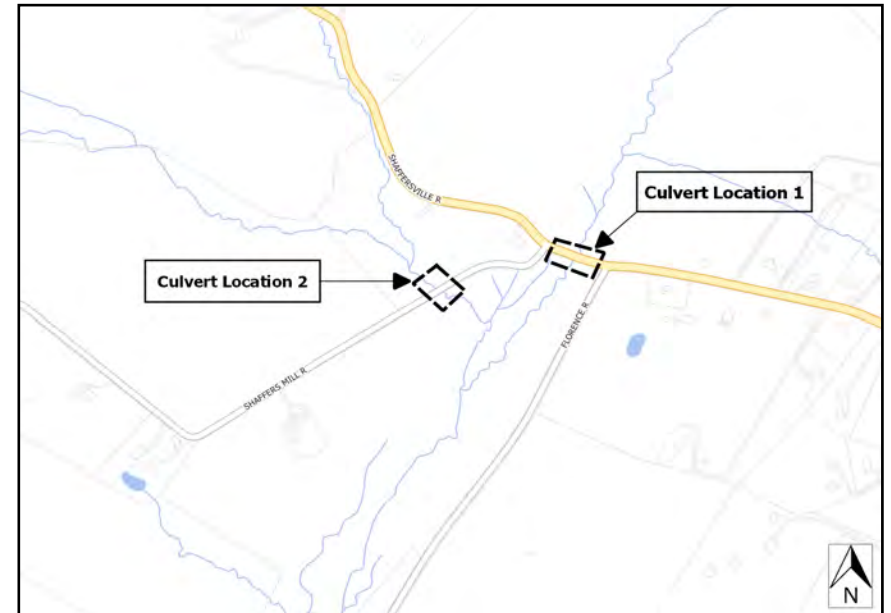 SHAFFERSVILLE R
Culvert Location 1
Culvert Location 2
FLORENCE R
SHAFFERS MILL R
N